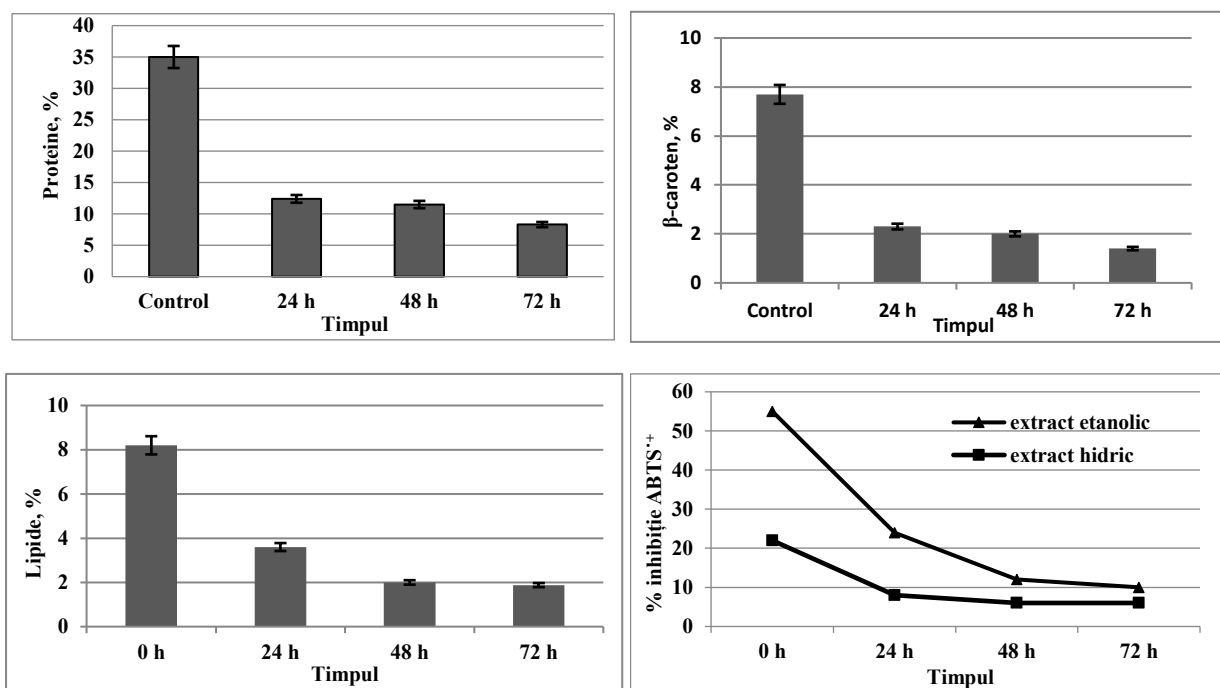 Proteine, %
40
35
30
25
20
15
10
5
0
Control 24 h 48 h 72 h
Timpul
β-caroten, %
10
8
6
4
2
0
Control 24 h 48 h 72 h
Timpul
Lipide, %
10
8
6
4
2
0
0 h 24 h 48 h 72 h
Timpul
% inhibiție ABTS˙⁺
60
50
40
30
20
10
0
extract etanolic
extract hidric
0 h 24 h 48 h 72 h
Timpul